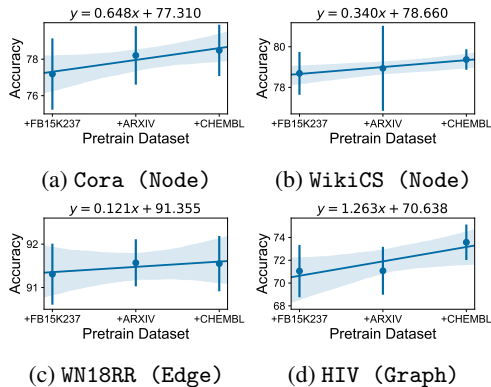 y = 0.648x + 77.310
Accuracy
78
76
+FB15K237 +ARXIV +CHEMBL
Pretrain Dataset
(a) Cora (Node)
y = 0.340x + 78.660
Accuracy
80
78
+FB15K237 +ARXIV +CHEMBL
Pretrain Dataset
(b) WikiCS (Node)
y = 0.121x + 91.355
Accuracy
92
91
+FB15K237 +ARXIV +CHEMBL
Pretrain Dataset
(c) WN18RR (Edge)
y = 1.263x + 70.638
Accuracy
74
72
70
68
+FB15K237 +ARXIV +CHEMBL
Pretrain Dataset
(d) HIV (Graph)